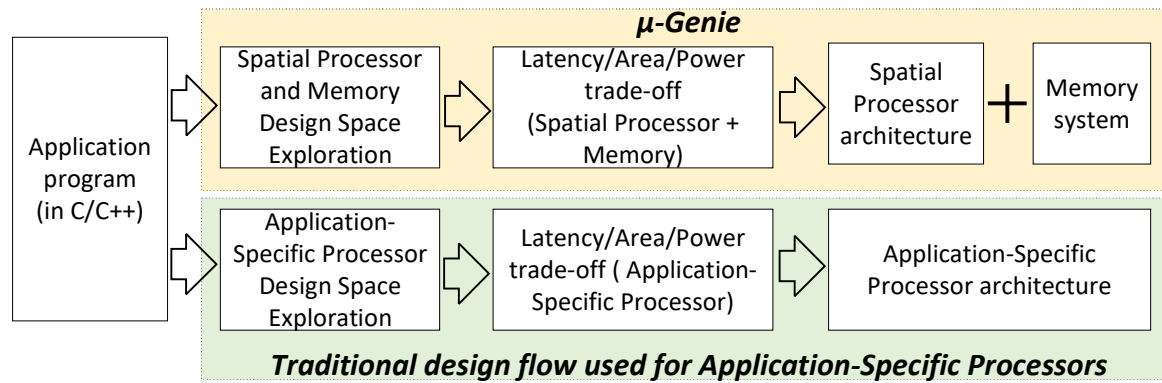 μ-Genie
Application
program
(in C/C++)
Spatial Processor
and Memory
Design Space
Exploration
Latency/Area/Power
trade-off
(Spatial Processor +
Memory)
Spatial
Processor
architecture
+
Memory
system
Application-
Specific Processor
Design Space
Exploration
Latency/Area/Power
trade-off ( Application-
Specific Processor)
Application-Specific
Processor architecture
Traditional design flow used for Application-Specific Processors